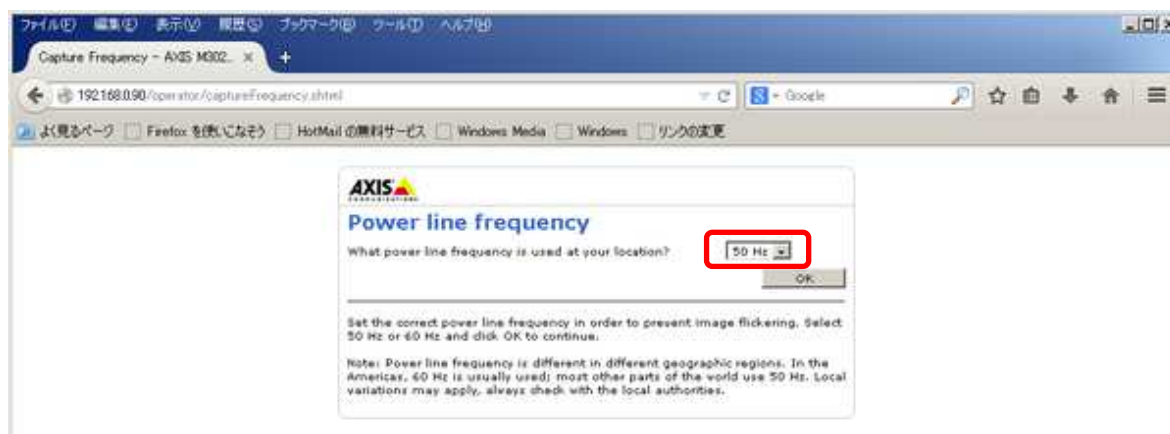 ファイル(F) 編集(E) 表示(V) 履歴(S) ブックマーク(B) ツール(T) ヘルプ(H)
Capture Frequency - AXIS M302...
192.168.0.90/operator/captureFrequency.shtml
Google
よく見るページ Firefox を使いこなそう HotMail の無料サービス Windows Media Windows リンクの変更
AXIS
COMMUNICATIONS
Power line frequency
What power line frequency is used at your location? 50 Hz
OK
Set the correct power line frequency in order to prevent image flickering. Select
50 Hz or 60 Hz and click OK to continue.
Note: Power line frequency is different in different geographic regions. In the
Americas, 60 Hz is usually used; most other parts of the world use 50 Hz. Local
variations may apply, always check with the local authorities.